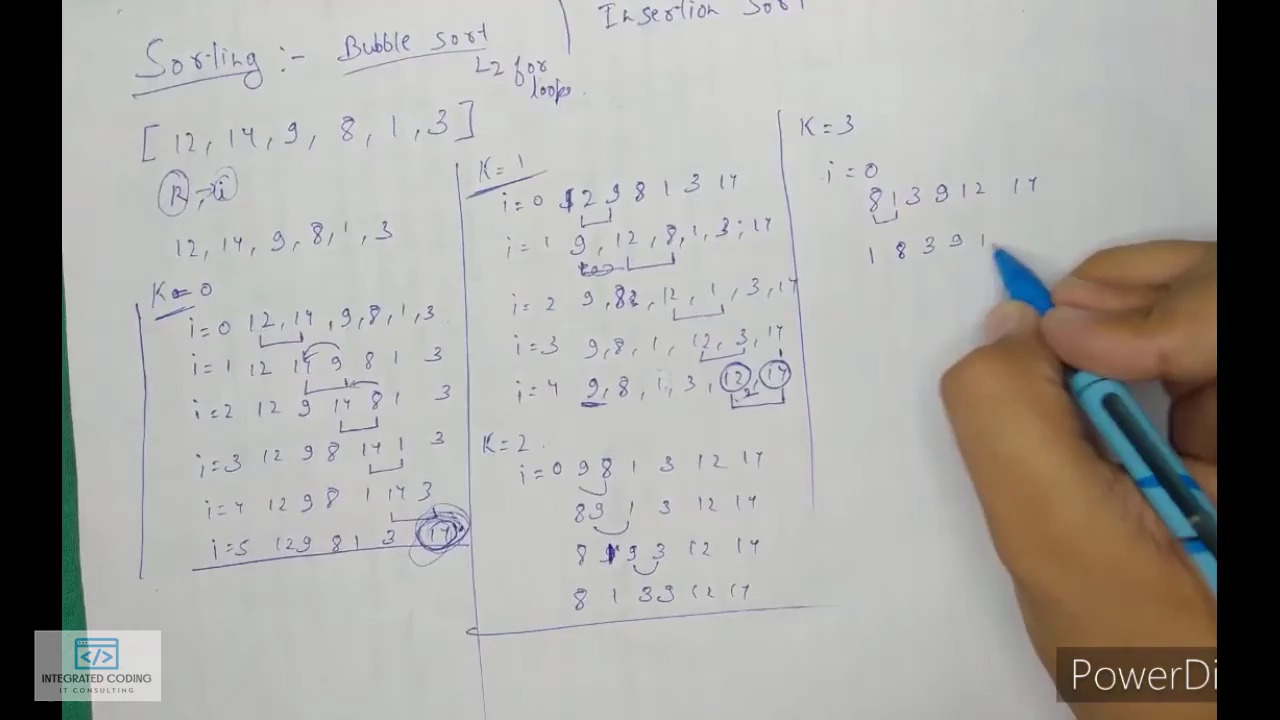 Sorting :- Bubble sort
L2 for
loops.
Insertion Sort
[12, 14, 9, 8, 1, 3]
K, i
12, 14, 9, 8, 1, 3
K = 0
i = 0 12, 14, 9, 8, 1, 3
i = 1 12 14 9 8 1 3
i = 2 12 9 14 8 1 3
i = 3 12 9 8 14 1 3
i = 4 12 9 8 1 14 3
i = 5 12 9 8 1 3 14
K = 1
i = 0 12 9 8 1 3 14
i = 1 9, 12, 8, 1, 3, 14
i = 2 9, 8, 12, 1, 3, 14
i = 3 9, 8, 1, 12, 3, 14
i = 4 9, 8, 1, 3, 12, 14
K = 2
i = 0 9 8 1 3 12 14
8 9 1 3 12 14
8 1 9 3 12 14
8 1 3 9 12 14
K = 3
i = 0
8 1 3 9 12 14
1 8 3 9 1
INTEGRATED CODING
IT CONSULTING
PowerDi